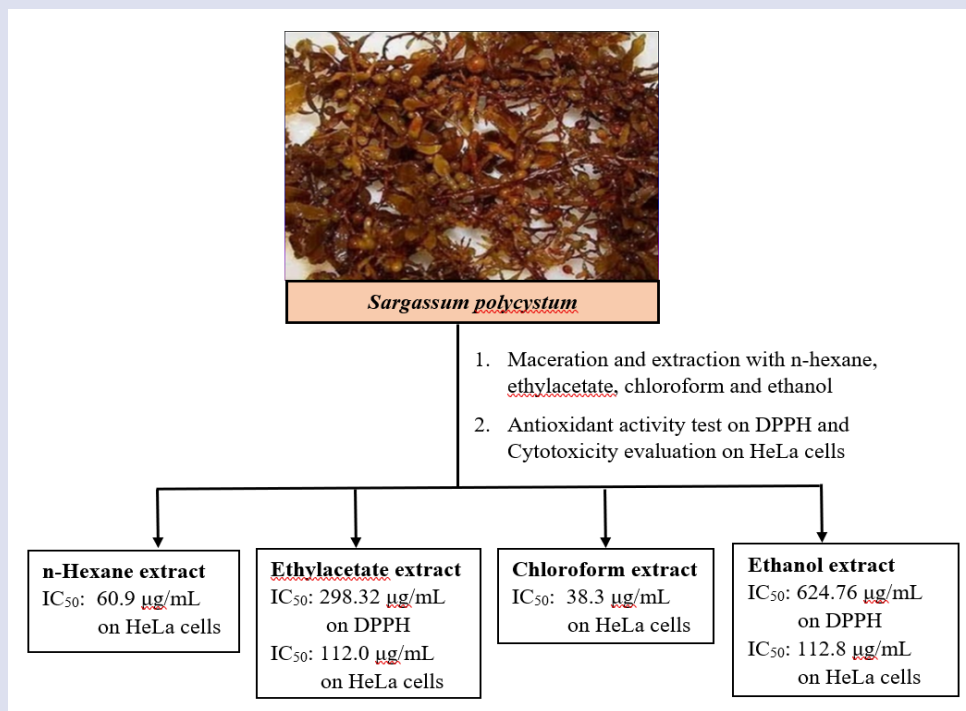 Sargassum polycystum
1. Maceration and extraction with n-hexane,
ethylacetate, chloroform and ethanol
2. Antioxidant activity test on DPPH and
Cytotoxicity evaluation on HeLa cells
n-Hexane extract
IC50: 60.9 µg/mL
on HeLa cells
Ethylacetate extract
IC50: 298.32 µg/mL
on DPPH
IC50: 112.0 µg/mL
on HeLa cells
Chloroform extract
IC50: 38.3 µg/mL
on HeLa cells
Ethanol extract
IC50: 624.76 µg/mL
on DPPH
IC50: 112.8 µg/mL
on HeLa cells